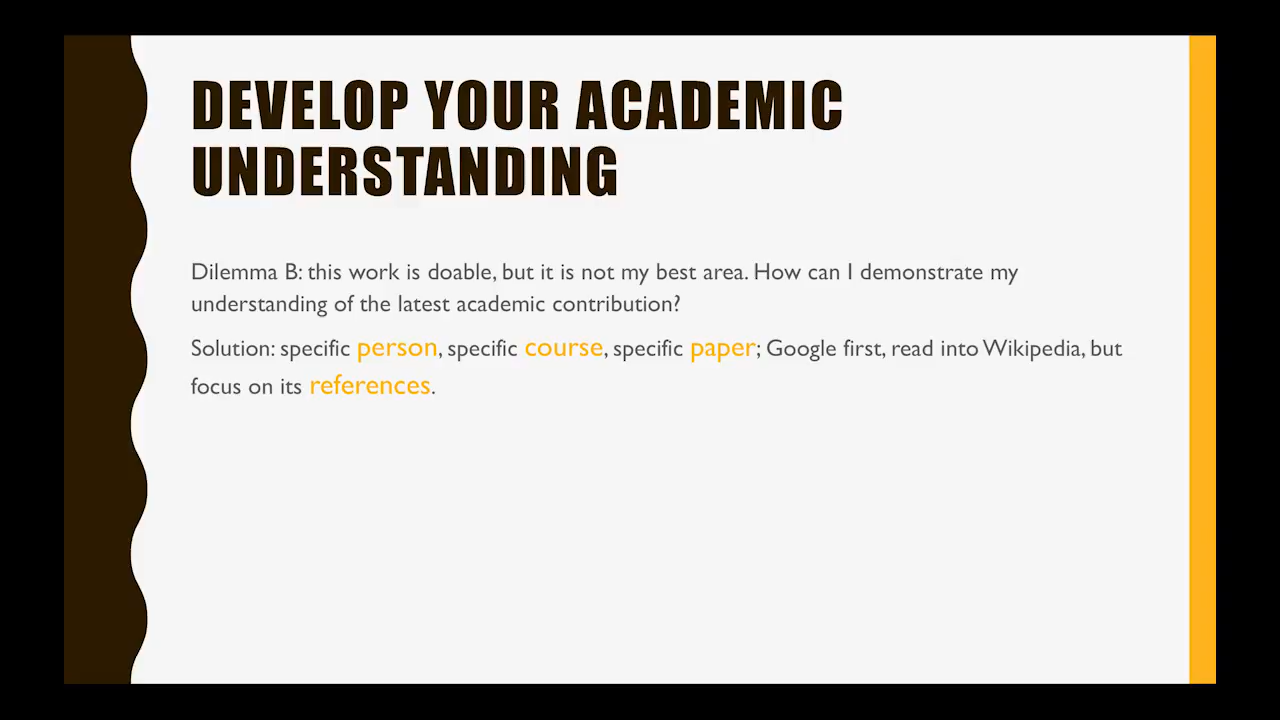 DEVELOP YOUR ACADEMIC
UNDERSTANDING
Dilemma B: this work is doable, but it is not my best area. How can I demonstrate my
understanding of the latest academic contribution?
Solution: specific person, specific course, specific paper; Google first, read into Wikipedia, but
focus on its references.